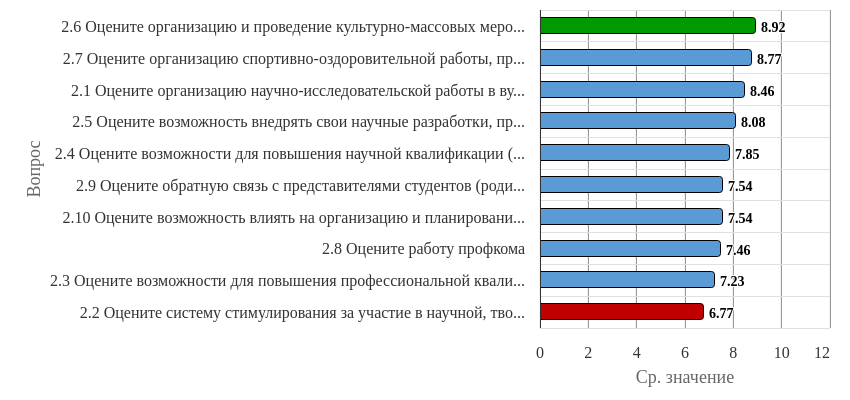 2.6 Оцените организацию и проведение культурно-массовых меро... 8.92
2.7 Оцените организацию спортивно-оздоровительной работы, пр... 8.77
2.1 Оцените организацию научно-исследовательской работы в ву... 8.46
2.5 Оцените возможность внедрять свои научные разработки, пр... 8.08
2.4 Оцените возможности для повышения научной квалификации (... 7.85
2.9 Оцените обратную связь с представителями студентов (роди... 7.54
2.10 Оцените возможность влиять на организацию и планировани... 7.54
2.8 Оцените работу профкома 7.46
2.3 Оцените возможности для повышения профессиональной квали... 7.23
2.2 Оцените систему стимулирования за участие в научной, тво... 6.77
Вопрос
0 2 4 6 8 10 12
Ср. значение